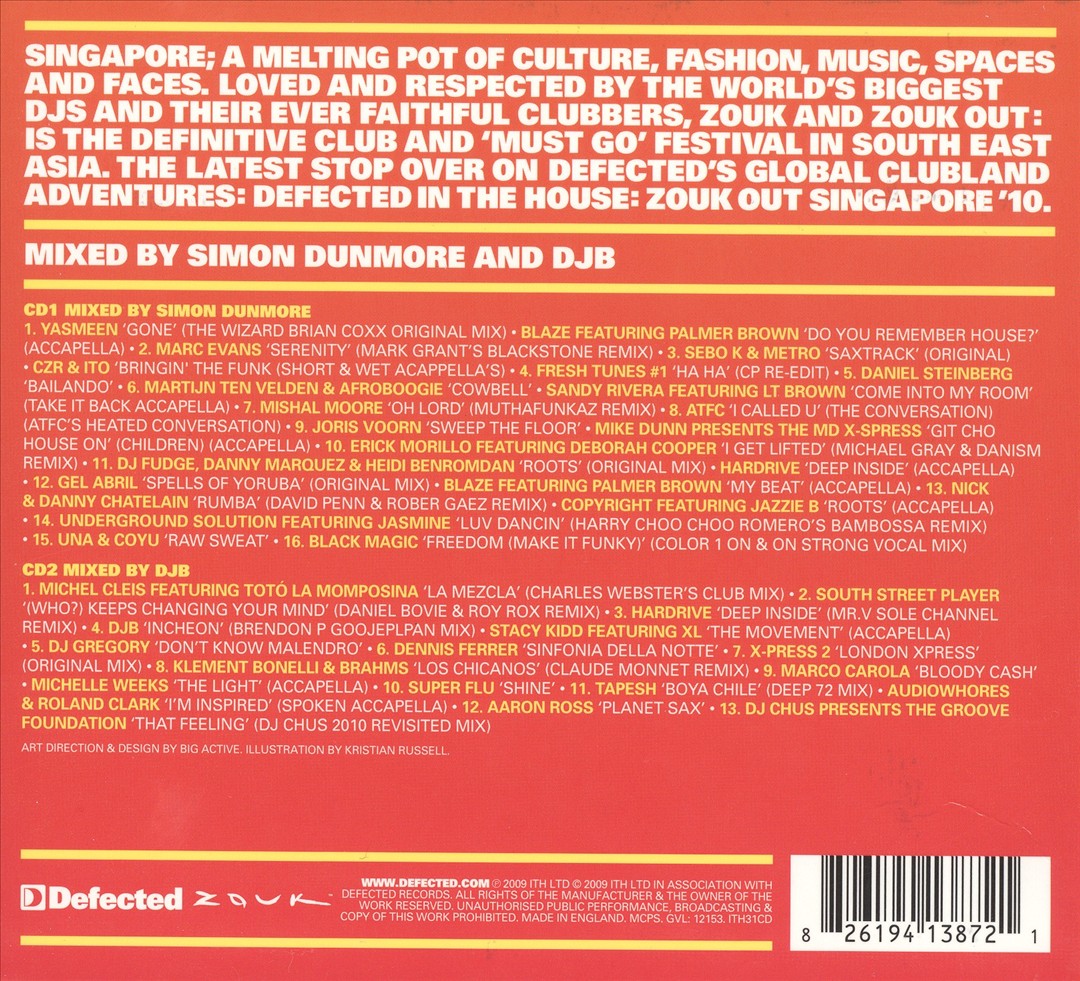 SINGAPORE; A MELTING POT OF CULTURE, FASHION, MUSIC, SPACES
AND FACES. LOVED AND RESPECTED BY THE WORLD'S BIGGEST
DJS AND THEIR EVER FAITHFUL CLUBBERS, ZOUK AND ZOUK OUT:
IS THE DEFINITIVE CLUB AND 'MUST GO' FESTIVAL IN SOUTH EAST
ASIA. THE LATEST STOP OVER ON DEFECTED'S GLOBAL CLUBLAND
ADVENTURES: DEFECTED IN THE HOUSE: ZOUK OUT SINGAPORE '10.
MIXED BY SIMON DUNMORE AND DJB
CD1 MIXED BY SIMON DUNMORE
1. YASMEEN 'GONE' (THE WIZARD BRIAN COXX ORIGINAL MIX) • BLAZE FEATURING PALMER BROWN 'DO YOU REMEMBER HOUSE?'
(ACCAPELLA) • 2. MARC EVANS 'SERENITY' (MARK GRANT'S BLACKSTONE REMIX) • 3. SEBO K & METRO 'SAXTRACK' (ORIGINAL)
• CZR & ITO 'BRINGIN' THE FUNK (SHORT & WET ACAPPELLA'S) • 4. FRESH TUNES #1 'HA HA' (CP RE-EDIT) • 5. DANIEL STEINBERG
'BAILANDO' • 6. MARTIJN TEN VELDEN & AFROBOOGIE 'COWBELL' • SANDY RIVERA FEATURING LT BROWN 'COME INTO MY ROOM'
(TAKE IT BACK ACCAPELLA) • 7. MISHAL MOORE 'OH LORD' (MUTHAFUNKAZ REMIX) • 8. ATFC 'I CALLED U' (THE CONVERSATION)
(ATFC'S HEATED CONVERSATION) • 9. JORIS VOORN 'SWEEP THE FLOOR' • MIKE DUNN PRESENTS THE MD X-SPRESS 'GIT CHO
HOUSE ON' (CHILDREN) (ACCAPELLA) • 10. ERICK MORILLO FEATURING DEBORAH COOPER 'I GET LIFTED' (MICHAEL GRAY & DANISM
REMIX) • 11. DJ FUDGE, DANNY MARQUEZ & HEIDI BENROMDAN 'ROOTS' (ORIGINAL MIX) • HARDRIVE 'DEEP INSIDE' (ACCAPELLA)
• 12. GEL ABRIL 'SPELLS OF YORUBA' (ORIGINAL MIX) • BLAZE FEATURING PALMER BROWN 'MY BEAT' (ACCAPELLA) • 13. NICK
& DANNY CHATELAIN 'RUMBA' (DAVID PENN & ROBER GAEZ REMIX) • COPYRIGHT FEATURING JAZZIE B 'ROOTS' (ACCAPELLA)
• 14. UNDERGROUND SOLUTION FEATURING JASMINE 'LUV DANCIN' (HARRY CHOO CHOO ROMERO'S BAMBOSSA REMIX)
• 15. UNA & COYU 'RAW SWEAT' • 16. BLACK MAGIC 'FREEDOM (MAKE IT FUNKY)' (COLOR 1 ON & ON STRONG VOCAL MIX)
CD2 MIXED BY DJB
1. MICHEL CLEIS FEATURING TOTÓ LA MOMPOSINA 'LA MEZCLA' (CHARLES WEBSTER'S CLUB MIX) • 2. SOUTH STREET PLAYER
'(WHO?) KEEPS CHANGING YOUR MIND' (DANIEL BOVIE & ROY ROX REMIX) • 3. HARDRIVE 'DEEP INSIDE' (MR.V SOLE CHANNEL
REMIX) • 4. DJB 'INCHEON' (BRENDON P GOOJEPLPAN MIX) • STACY KIDD FEATURING XL 'THE MOVEMENT' (ACCAPELLA)
• 5. DJ GREGORY 'DON'T KNOW MALENDRO' • 6. DENNIS FERRER 'SINFONIA DELLA NOTTE' • 7. X-PRESS 2 'LONDON XPRESS'
(ORIGINAL MIX) • 8. KLEMENT BONELLI & BRAHMS 'LOS CHICANOS' (CLAUDE MONNET REMIX) • 9. MARCO CAROLA 'BLOODY CASH'
• MICHELLE WEEKS 'THE LIGHT' (ACCAPELLA) • 10. SUPER FLU 'SHINE' • 11. TAPESH 'BOYA CHILE' (DEEP 72 MIX) • AUDIOWHORES
& ROLAND CLARK 'I'M INSPIRED' (SPOKEN ACCAPELLA) • 12. AARON ROSS 'PLANET SAX' • 13. DJ CHUS PRESENTS THE GROOVE
FOUNDATION 'THAT FEELING' (DJ CHUS 2010 REVISITED MIX)
ART DIRECTION & DESIGN BY BIG ACTIVE. ILLUSTRATION BY KRISTIAN RUSSELL.
Defected ZOUK™
WWW.DEFECTED.COM ℗ 2009 ITH LTD © 2009 ITH LTD IN ASSOCIATION WITH
DEFECTED RECORDS. ALL RIGHTS OF THE MANUFACTURER & THE OWNER OF THE
WORK RESERVED. UNAUTHORISED PUBLIC PERFORMANCE, BROADCASTING &
COPY OF THIS WORK PROHIBITED. MADE IN ENGLAND. MCPS. GVL: 12153. ITH31CD
8 26194 13872 1